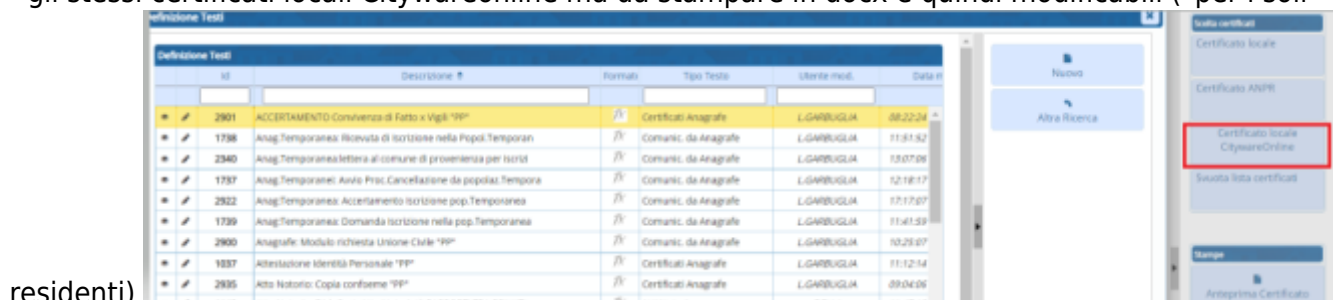 gli stessi certificati locali CitywareOnline ma da stampare in docx e quindi modificabili ( per i soli
Definizione Testi
Definizione Testi
Id Descrizione Formato Tipo Testo Utente mod. Data
2901 ACCERTAMENTO Convivenza di Fatto x Vigili "PP" Certificati Anagrafe L.GARBUGLIA 08:22:24
1738 Anag.Temporanea: Ricevuta di Iscrizione nella Popol.Temporan Comunic. da Anagrafe L.GARBUGLIA 11:51:52
2340 Anag.Temporanea:lettera al comune di provenienza per Iscrizi Comunic. da Anagrafe L.GARBUGLIA 13:07:06
1737 Anag.Temporanei: Avvio Proc.Cancellazione da popolaz.Tempora Comunic. da Anagrafe L.GARBUGLIA 12:18:17
2922 Anag:Temporanea: Accertamento Iscrizione pop.Temporanea Comunic. da Anagrafe L.GARBUGLIA 17:17:07
1739 Anag:Temporanea: Domanda Iscrizione nella pop.Temporanea Comunic. da Anagrafe L.GARBUGLIA 11:41:59
2900 Anagrafe: Modulo richiesta Unione Civile "PP" Comunic. da Anagrafe L.GARBUGLIA 10:25:07
1037 Attestazione Identità Personale "PP" Certificati Anagrafe L.GARBUGLIA 11:12:14
2935 Atto Notorio: Copia conforme "PP" Certificati Anagrafe L.GARBUGLIA 09:04:06
Nuovo
Altra Ricerca
Scelta certificati
Certificato locale
Certificato ANPR
Certificato locale
CitywareOnline
Svuota lista certificati
Stampe
Anteprima Certificato
residenti)